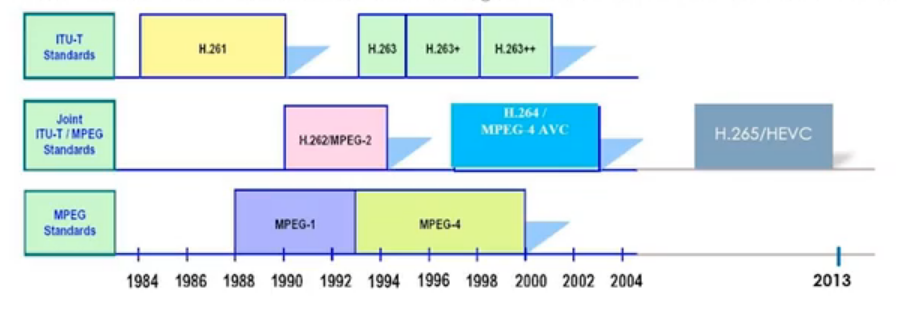 ITU-T
Standards
H.261
H.263
H.263+
H.263++
Joint
ITU-T / MPEG
Standards
H.262/MPEG-2
H.264 /
MPEG-4 AVC
H.265/HEVC
MPEG
Standards
MPEG-1
MPEG-4
1984 1986 1988 1990 1992 1994 1996 1998 2000 2002 2004 2013